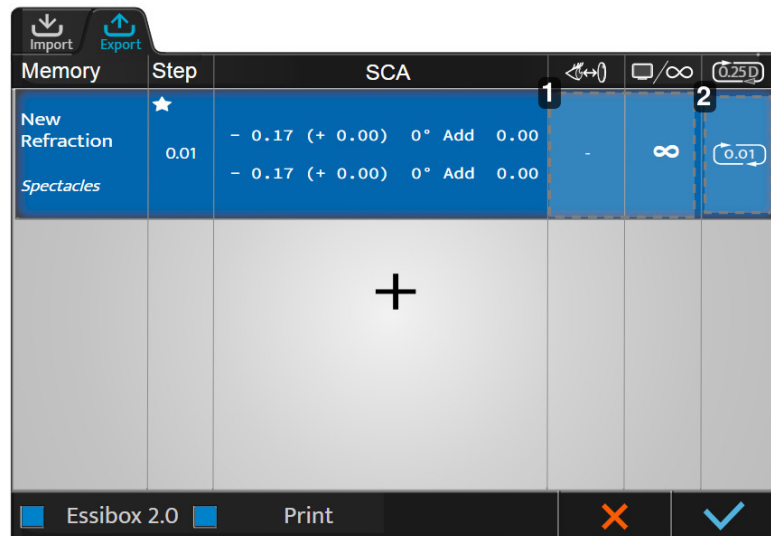 Import Export
Memory Step SCA /∞ 0.25D
1 2
New
Refraction
Spectacles
0.01
- 0.17 (+ 0.00) 0° Add 0.00
- 0.17 (+ 0.00) 0° Add 0.00
- ∞ 0.01
Essibox 2.0 Print